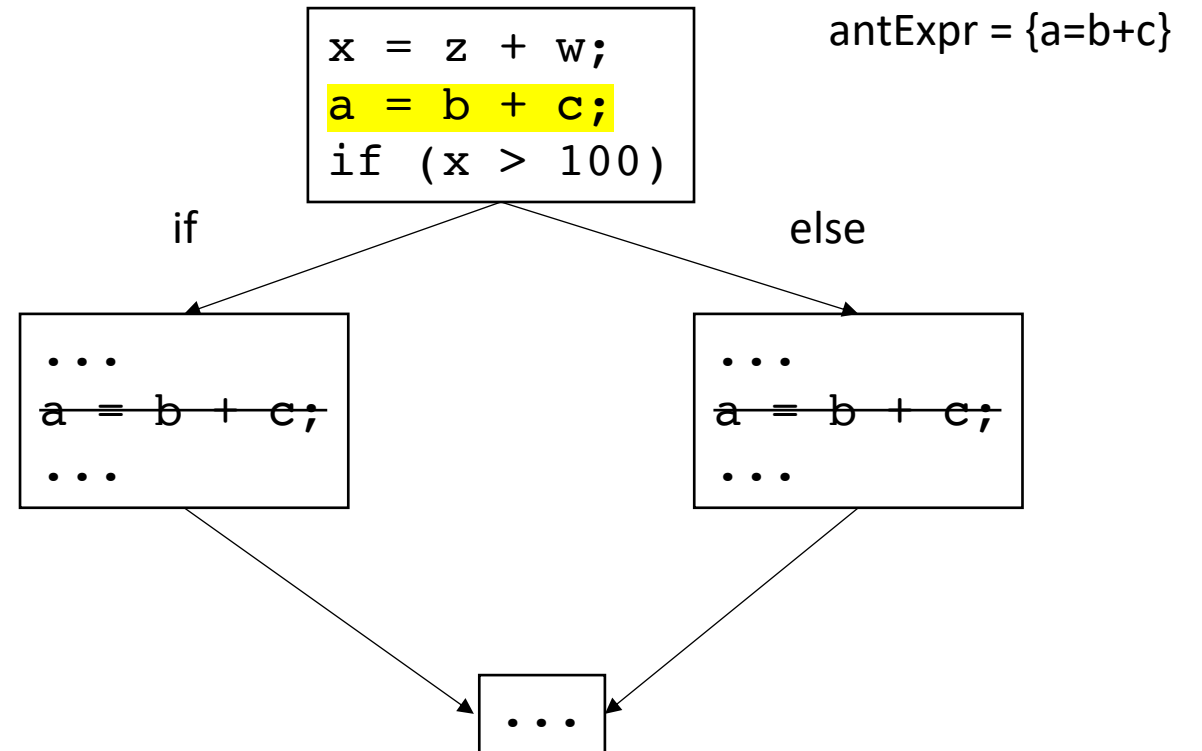 x = z + w;
a = b + c;
if (x > 100)
antExpr = {a=b+c}
if
else
...
a = b + c;
...
...
a = b + c;
...
...